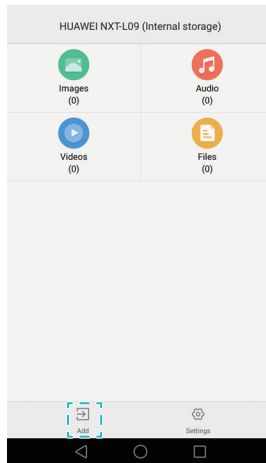 HUAWEI NXT-L09 (Internal storage)
Images
(0)
Audio
(0)
Videos
(0)
Files
(0)
Add
Settings